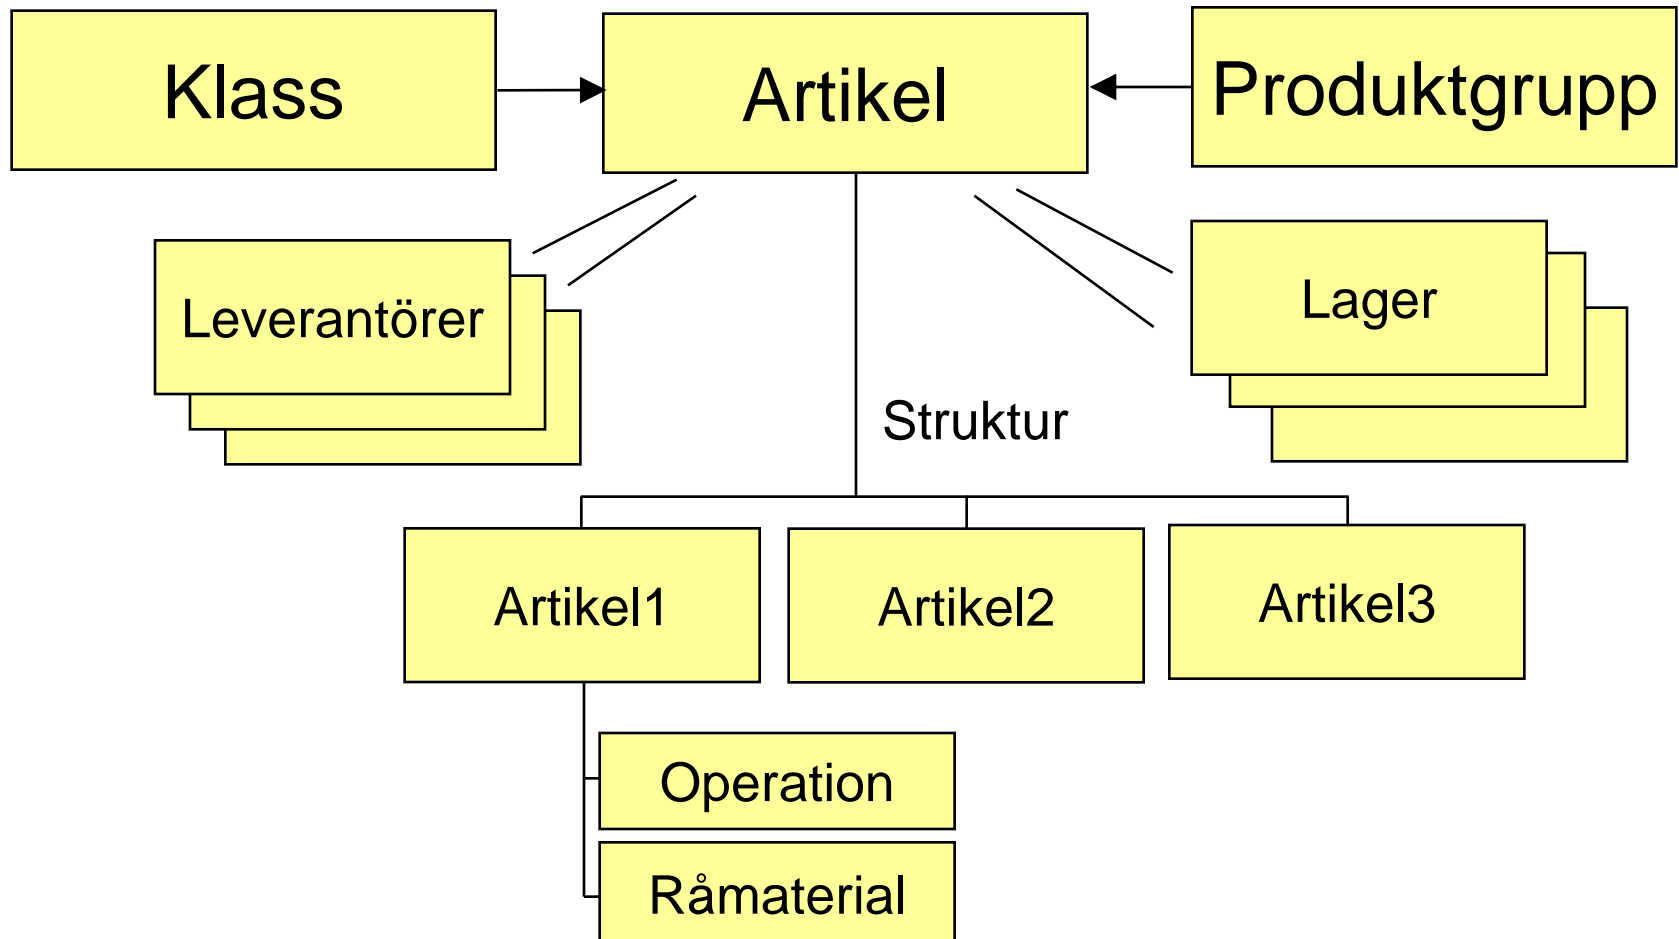 Klass
Artikel
Produktgrupp
Leverantörer
Lager
Struktur
Artikel1
Artikel2
Artikel3
Operation
Råmaterial